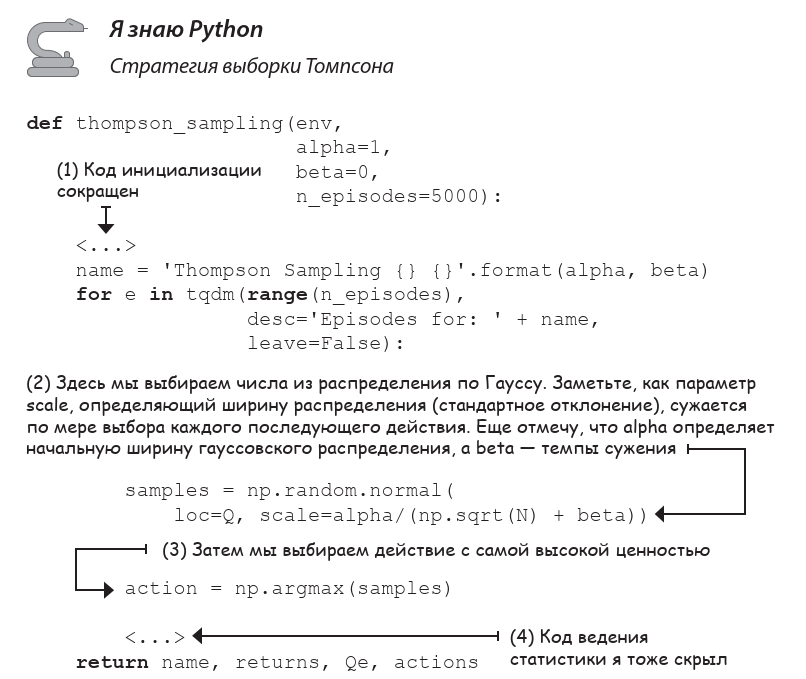 Я знаю Python
Стратегия выборки Томпсона
def thompson_sampling(env,
alpha=1,
(1) Код инициализации
сокращен
beta=0,
n_episodes=5000):
<...>
name = 'Thompson Sampling {} {}'.format(alpha, beta)
for e in tqdm(range(n_episodes),
desc='Episodes for: ' + name,
leave=False):
(2) Здесь мы выбираем числа из распределения по Гауссу. Заметьте, как параметр
scale, определяющий ширину распределения (стандартное отклонение), сужается
по мере выбора каждого последующего действия. Еще отмечу, что alpha определяет
начальную ширину гауссовского распределения, а beta — темпы сужения
samples = np.random.normal(
loc=Q, scale=alpha/(np.sqrt(N) + beta))
(3) Затем мы выбираем действие с самой высокой ценностью
action = np.argmax(samples)
<...>
(4) Код ведения
статистики я тоже скрыл
return name, returns, Qe, actions